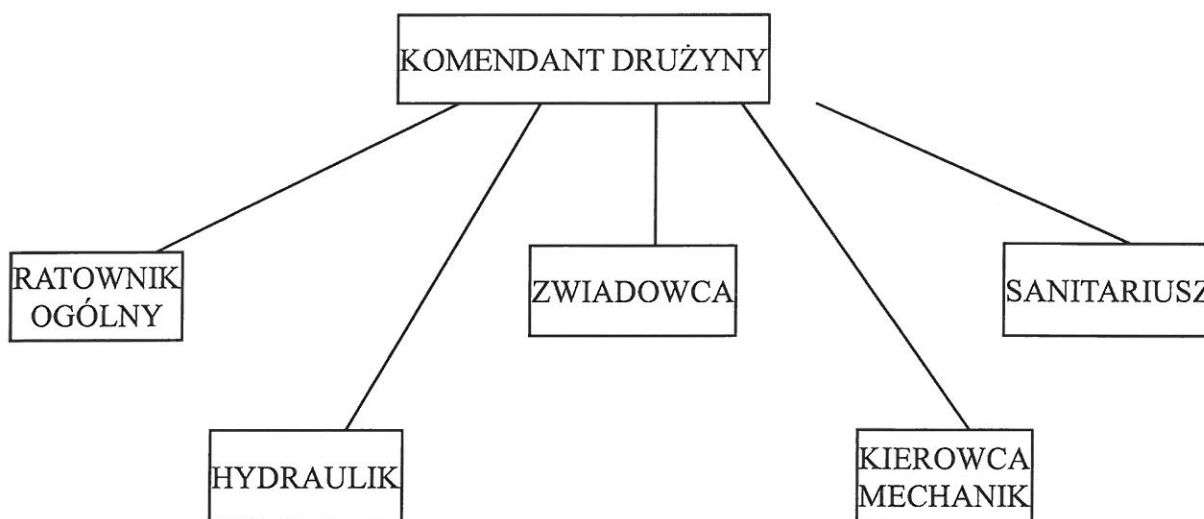 KOMENDANT DRUŻYNY
RATOWNIK
OGÓLNY
ZWIADOWCA
SANITARIUSZ
HYDRAULIK
KIEROWCA
MECHANIK